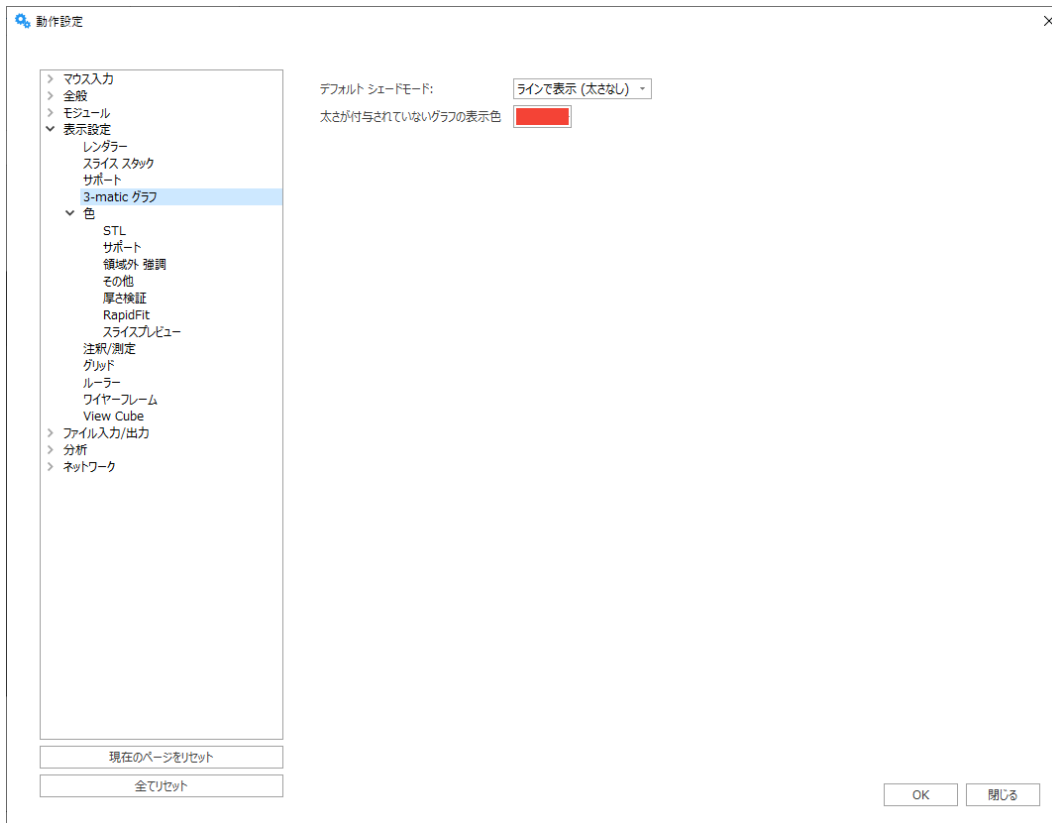 動作設定
マウス入力
全般
モジュール
表示設定
レンダラー
スライス スタック
サポート
3-matic グラフ
色
STL
サポート
領域外 強調
その他
厚さ検証
RapidFit
スライスプレビュー
注釈/測定
グリッド
ルーラー
ワイヤーフレーム
View Cube
ファイル入力/出力
分析
ネットワーク
現在のページをリセット
全てリセット
デフォルト シェードモード: ラインで表示 (太さなし)
太さが付与されていないグラフの表示色
OK 閉じる